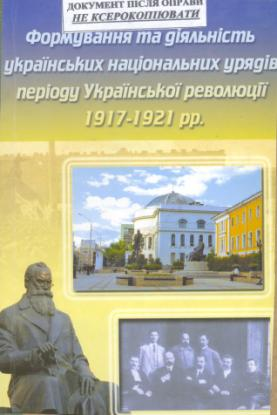 ДОКУМЕНТ ПІСЛЯ ОПРАВИ
НЕ КСЕРОКОПІЮВАТИ
Формування та діяльність
українських національних урядів
періоду Української революції
1917-1921 рр.